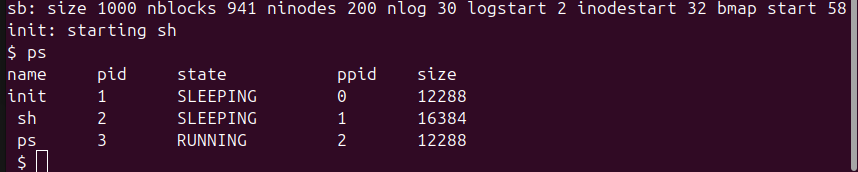 sb: size 1000 nblocks 941 ninodes 200 nlog 30 logstart 2 inodestart 32 bmap start 58
init: starting sh
$ ps
name pid state ppid size
init 1 SLEEPING 0 12288
sh 2 SLEEPING 1 16384
ps 3 RUNNING 2 12288
$